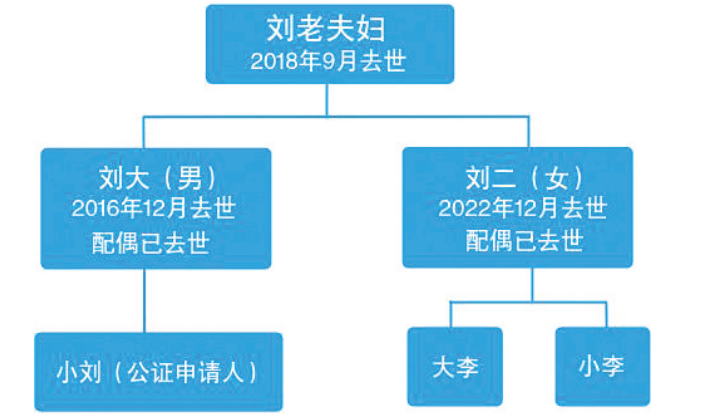 刘老夫妇
2018年9月去世
刘大（男）
2016年12月去世
配偶已去世
刘二（女）
2022年12月去世
配偶已去世
小刘（公证申请人）
大李
小李